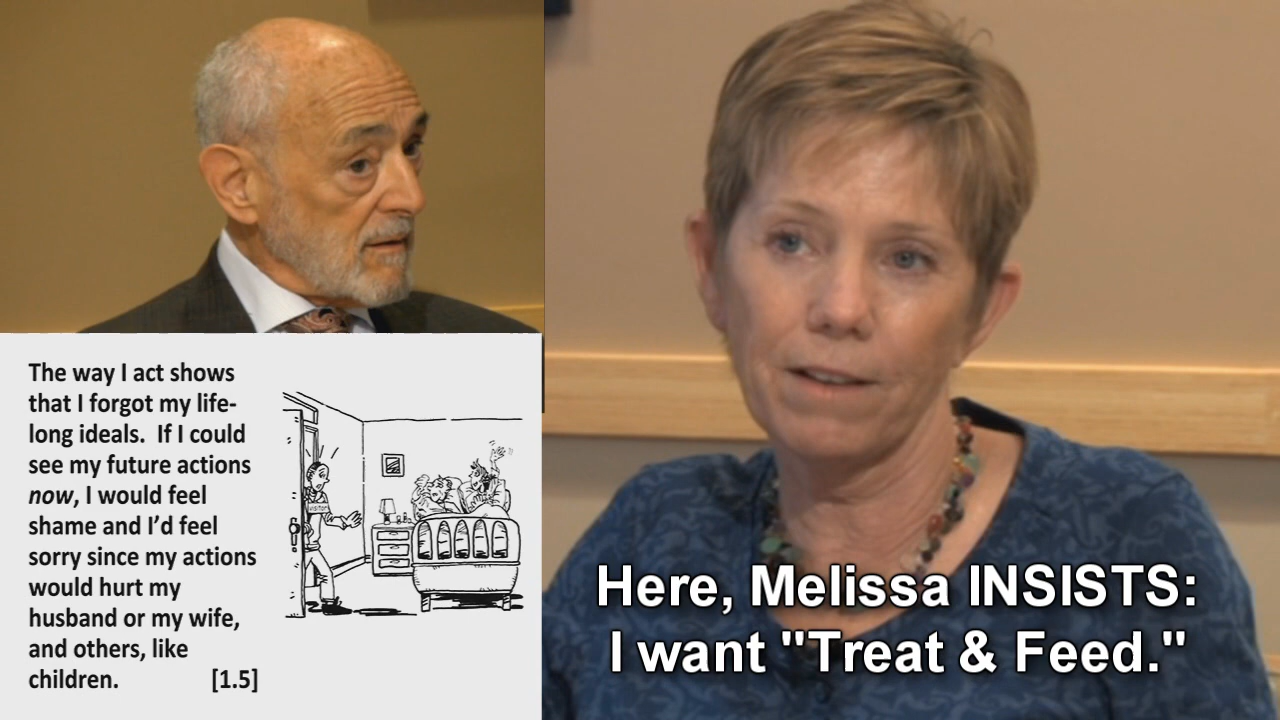 The way I act shows
that I forgot my life-
long ideals.  If I could
see my future actions
now, I would feel
shame and I'd feel
sorry since my actions
would hurt my
husband or my wife,
and others, like
children. [1.5]
visitor
Here, Melissa INSISTS:
I want "Treat & Feed."